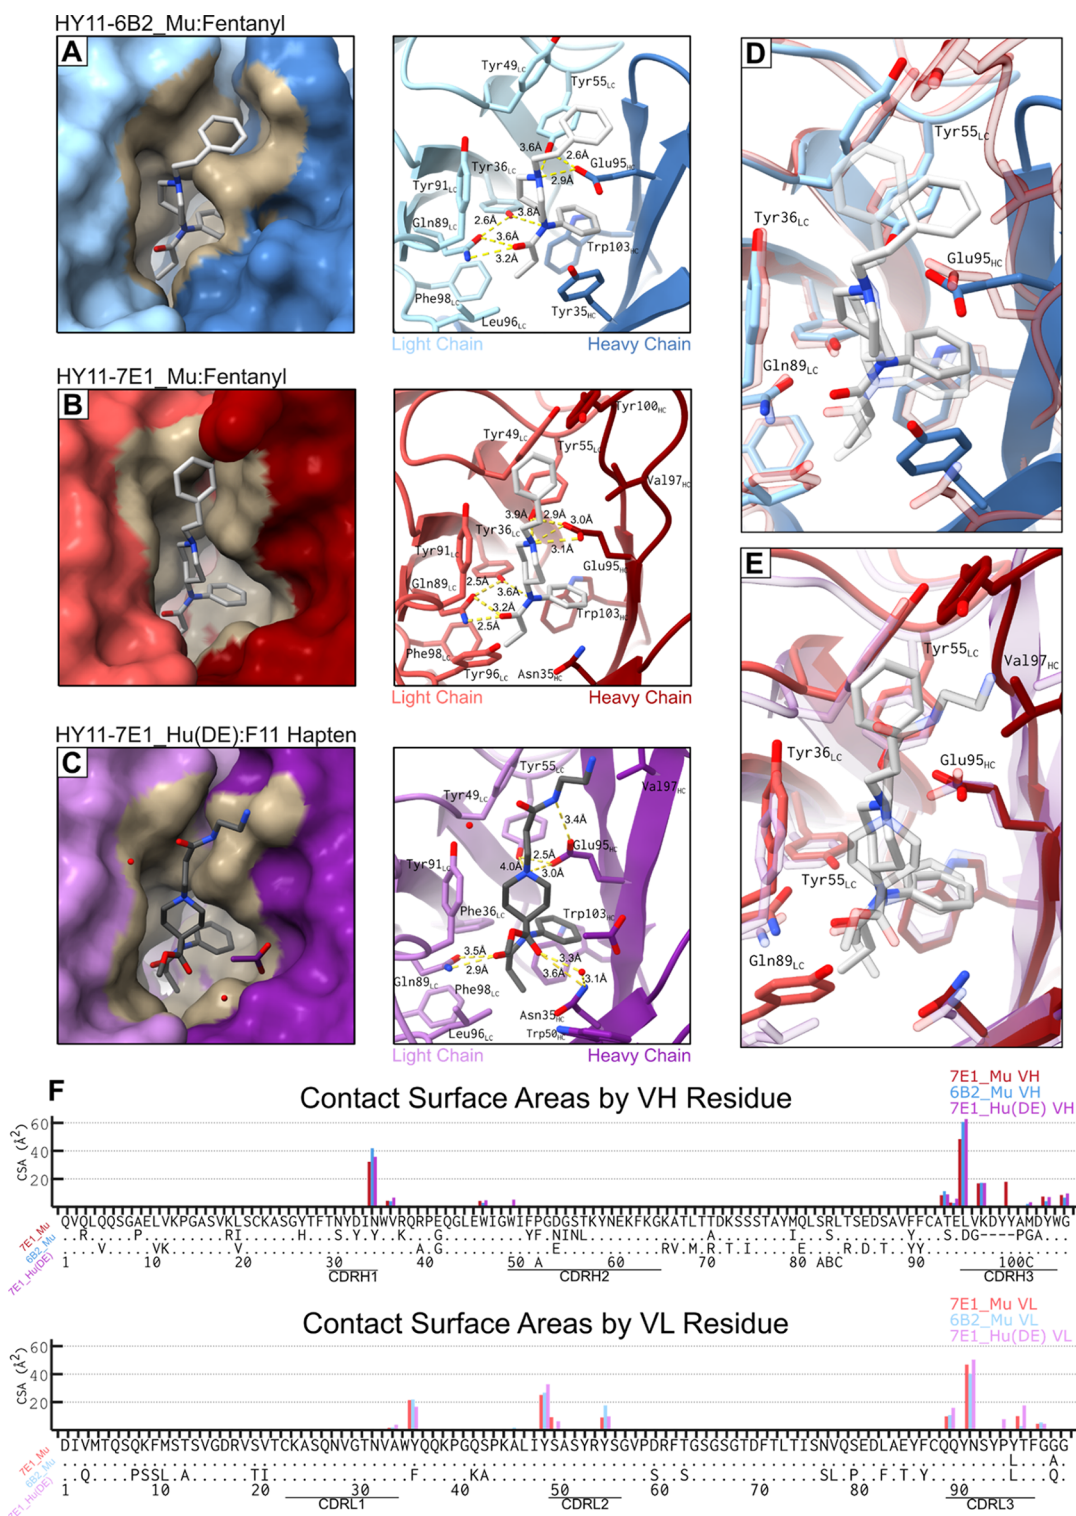 HY11-6B2_Mu:Fentanyl
A
Tyr49LC
Tyr55LC
3.6Å
2.6Å
Glu95HC
Tyr36LC
2.9Å
Tyr91LC
Gln89LC
2.6Å
3.8Å
3.6Å
3.2Å
Trp103HC
Phe98LC
Tyr35HC
Leu96LC
Light Chain
Heavy Chain
HY11-7E1_Mu:Fentanyl
B
Tyr100HC
Tyr49LC
Tyr55LC
Val97HC
3.9Å
2.9Å
3.0Å
Tyr36LC
3.1Å
Tyr91LC
Glu95HC
Gln89LC
2.5Å
3.6Å
3.2Å
Trp103HC
2.5Å
Phe98LC
Tyr96LC
Asn35HC
Light Chain
Heavy Chain
HY11-7E1_Hu(DE):F11 Hapten
C
Tyr55LC
Val97HC
Tyr49LC
3.4Å
Glu95HC
2.5Å
4.0Å
3.0Å
Tyr91LC
Phe36LC
Trp103HC
3.5Å
3.3Å
2.9Å
3.6Å
3.1Å
Gln89LC
Phe98LC
Asn35HC
Leu96LC
Trp50HC
Light Chain
Heavy Chain
D
Tyr55LC
Tyr36LC
Glu95HC
Gln89LC
E
Tyr55LC
Val97HC
Tyr36LC
Glu95HC
Tyr55LC
Gln89LC
F
Contact Surface Areas by VH Residue
7E1_Mu VH
6B2_Mu VH
7E1_Hu(DE) VH
CSA (Å²)
60
40
20
7E1_Mu
6B2_Mu
7E1_Hu(DE)
QVQLQQSGAELVKPGASVKLSCKASGYTFTNYDINWVRQRPEQGLEWIGWIFPGDGSTKYNEKFKGKATLTTDKSSSTAYMQLSRLTSEDSAVFFCATELVKDYYAMDYWG
1 10 20 30 40 50 A 60 70 80 ABC 90 100C
CDRH1
CDRH2
CDRH3
Contact Surface Areas by VL Residue
7E1_Mu VL
6B2_Mu VL
7E1_Hu(DE) VL
CSA (Å²)
60
40
20
7E1_Mu
6B2_Mu
7E1_Hu(DE)
DIVMTQSQKFMSTSVGDRVSVTCKASQNVGTNVAWYQQKPGQSPKALIYSASYRYSGVPDRFTGSGSGTDFTLTISNVQSEDLAEYFCQQYNSYPYTFGGG
1 10 20 30 40 50 60 70 80 90
CDRL1
CDRL2
CDRL3